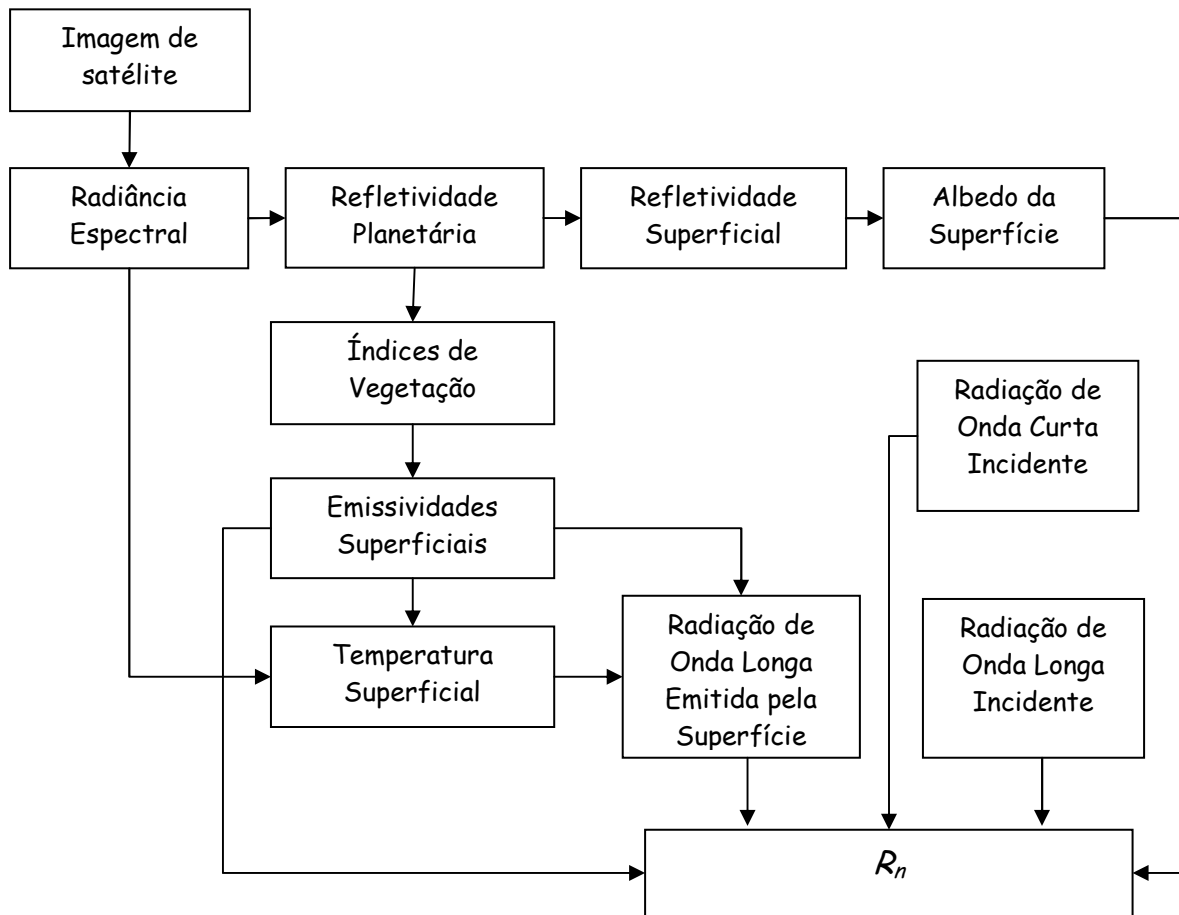 Imagem de
satélite
Radiância
Espectral
Refletividade
Planetária
Refletividade
Superficial
Albedo da
Superfície
Índices de
Vegetação
Radiação de
Onda Curta
Incidente
Emissividades
Superficiais
Temperatura
Superficial
Radiação de
Onda Longa
Emitida pela
Superfície
Radiação de
Onda Longa
Incidente
Rn